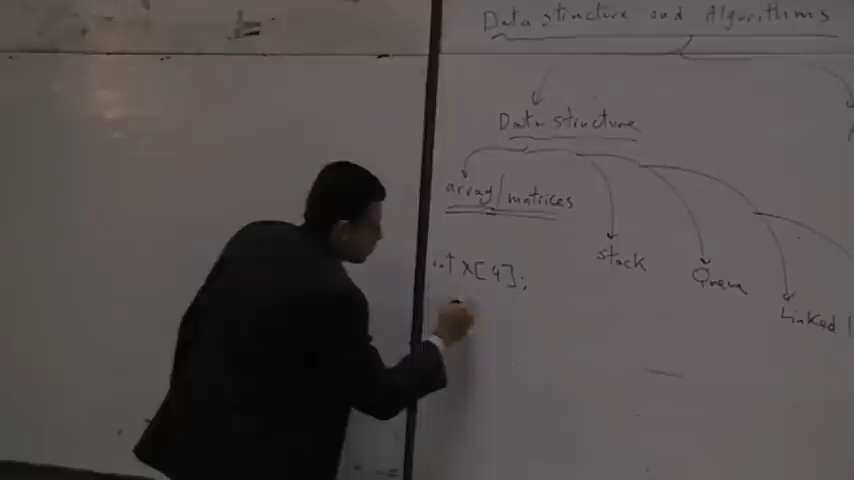 Data structure and Algorithms
Data structure
array/matrices
stack
Queue
Linked
int x[4];